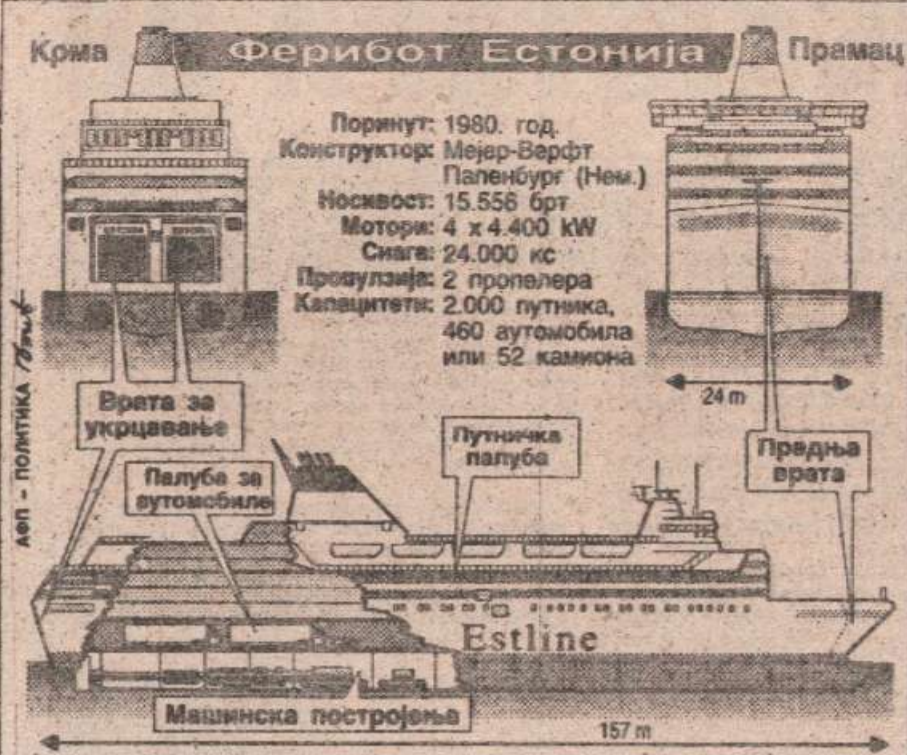 Крма
Феribот Естонија
Прамац
Поринут: 1980. год.
Конструктор: Мејер-Верфт
Папенбург (Нем.)
Носивост: 15.556 брт
Мотори: 4 x 4.400 kW
Снага: 24.000 кс
Пропулзија: 2 пропелера
Капацитети: 2.000 путника,
460 аутомобила
или 52 камиона
24 m
Врата за
укрцавање
Путничка
палуба
Предња
врата
Палуба за
аутомобиле
АФП - ПОЛИТИКА
Estline
Машинска постројења
157 m